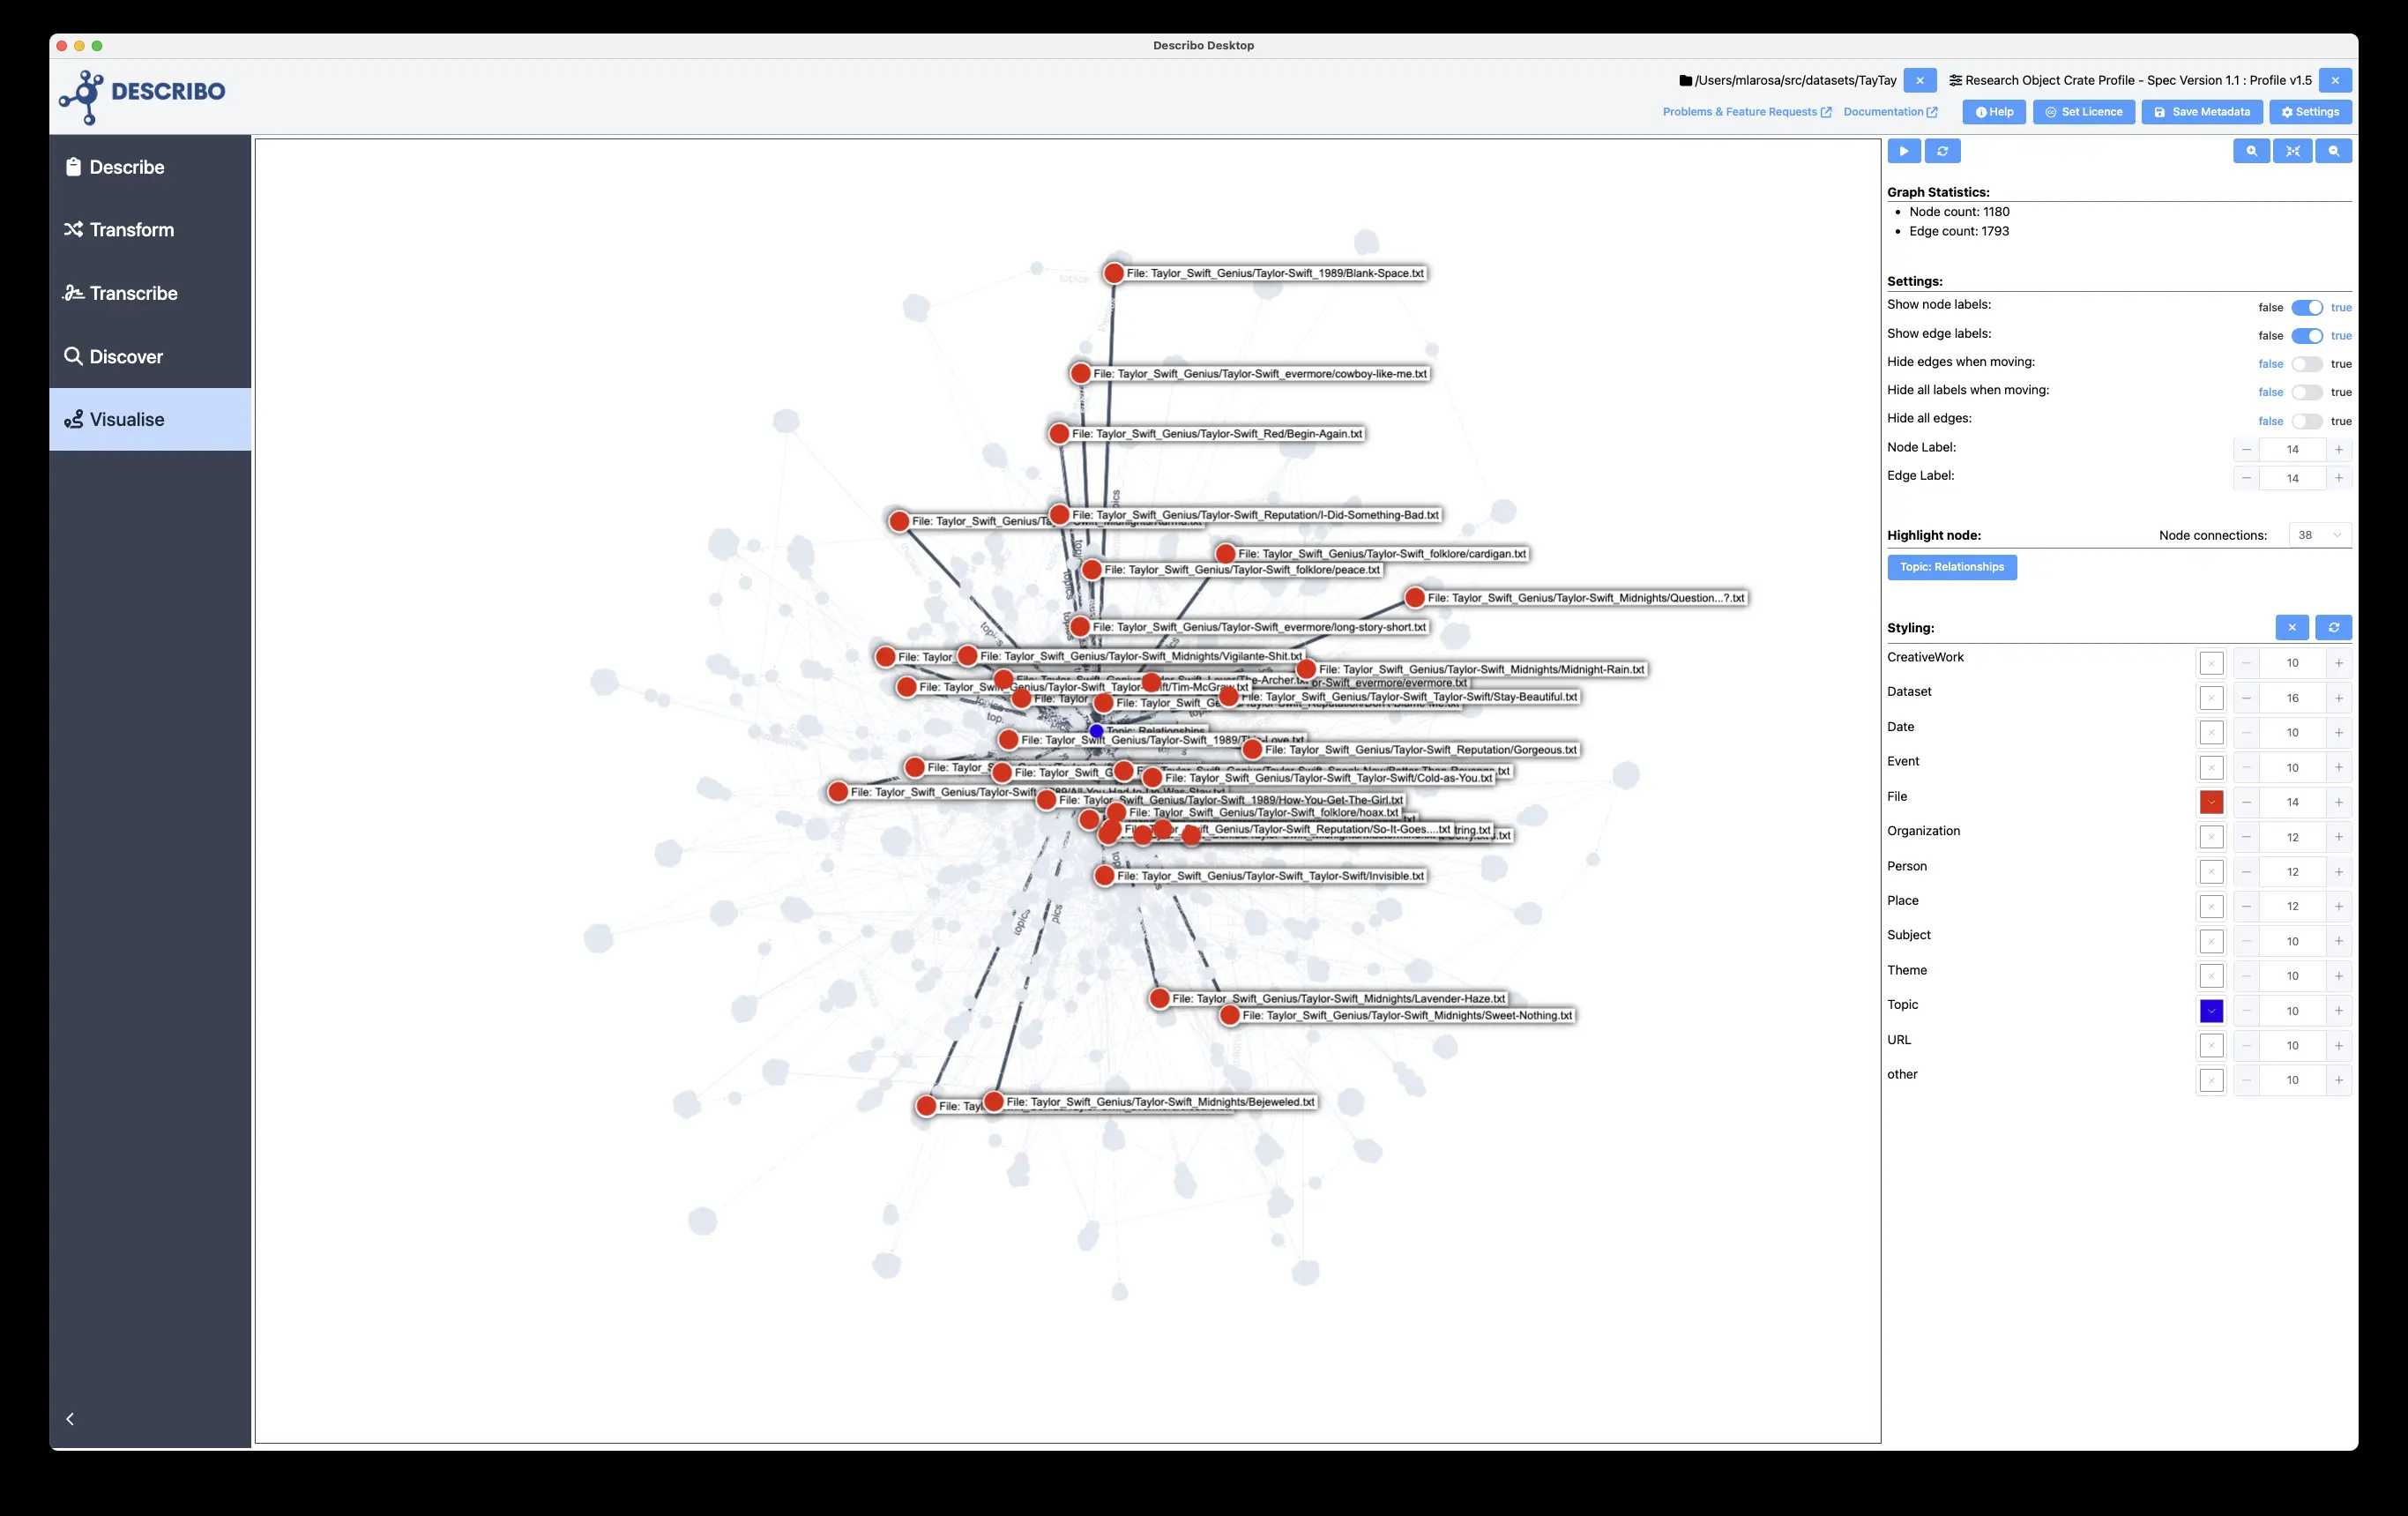 Describo Desktop
DESCRIBO
/Users/mlarosa/src/datasets/TayTay
Research Object Crate Profile - Spec Version 1.1 : Profile v1.5
Problems & Feature Requests
Documentation
Help
Set Licence
Save Metadata
Settings
Describe
Transform
Transcribe
Discover
Visualise
topics
File: Taylor_Swift_Genius/Taylor-Swift_1989/Blank-Space.txt
File: Taylor_Swift_Genius/Taylor-Swift_evermore/cowboy-like-me.txt
File: Taylor_Swift_Genius/Taylor-Swift_Red/Begin-Again.txt
File: Taylor_Swift_Genius/Taylor-Swift_Reputation/I-Did-Something-Bad.txt
File: Taylor_Swift_Genius/
File: Taylor_Swift_Genius/Taylor-Swift_folklore/cardigan.txt
File: Taylor_Swift_Genius/Taylor-Swift_folklore/peace.txt
File: Taylor_Swift_Genius/Taylor-Swift_Midnights/Question...?.txt
File: Taylor_Swift_Genius/Taylor-Swift_evermore/long-story-short.txt
File: Taylor
File: Taylor_Swift_Genius/Taylor-Swift_Midnights/Vigilante-Shit.txt
File: Taylor_Swift_Genius/Taylor-Swift_Midnights/Midnight-Rain.txt
File: Taylor_Swift_Genius/Taylor-Swift_Taylor-Swift/Tim-McGraw.txt
File: Taylor_Swift_Genius/Taylor-Swift_Taylor-Swift/Stay-Beautiful.txt
Topic: Relationships
File: Taylor_Swift_Genius/Taylor-Swift_1989/This-Love.txt
File: Taylor_Swift_Genius/Taylor-Swift_Reputation/Gorgeous.txt
File: Taylor_Swift_Genius/Taylor-Swift_Taylor-Swift/Cold-as-You.txt
File: Taylor_Swift_Genius/Taylor-Swift_1989/How-You-Get-The-Girl.txt
File: Taylor_Swift_Genius/Taylor-Swift_folklore/hoax.txt
File: Taylor_Swift_Genius/Taylor-Swift_Reputation/So-It-Goes....txt
File: Taylor_Swift_Genius/Taylor-Swift_Taylor-Swift/Invisible.txt
topics
File: Taylor_Swift_Genius/Taylor-Swift_Midnights/Lavender-Haze.txt
File: Taylor_Swift_Genius/Taylor-Swift_Midnights/Sweet-Nothing.txt
File: Taylor_Swift_Genius/Taylor-Swift_Midnights/Bejeweled.txt
Graph Statistics:
Node count: 1180
Edge count: 1793
Settings:
Show node labels: false true
Show edge labels: false true
Hide edges when moving: false true
Hide all labels when moving: false true
Hide all edges: false true
Node Label: 14
Edge Label: 14
Highlight node: Node connections: 38
Topic: Relationships
Styling:
CreativeWork 10
Dataset 16
Date 10
Event 10
File 14
Organization 12
Person 12
Place 12
Subject 10
Theme 10
Topic 10
URL 10
other 10